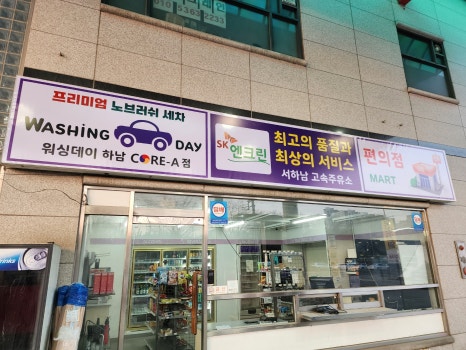 프리미엄 노브러쉬 세차
WASHING DAY
워싱데이 하남 CORE-A 점
SK 엔크린
최고의 품질과
최상의 서비스
서하남 고속주유소
편의점
MART